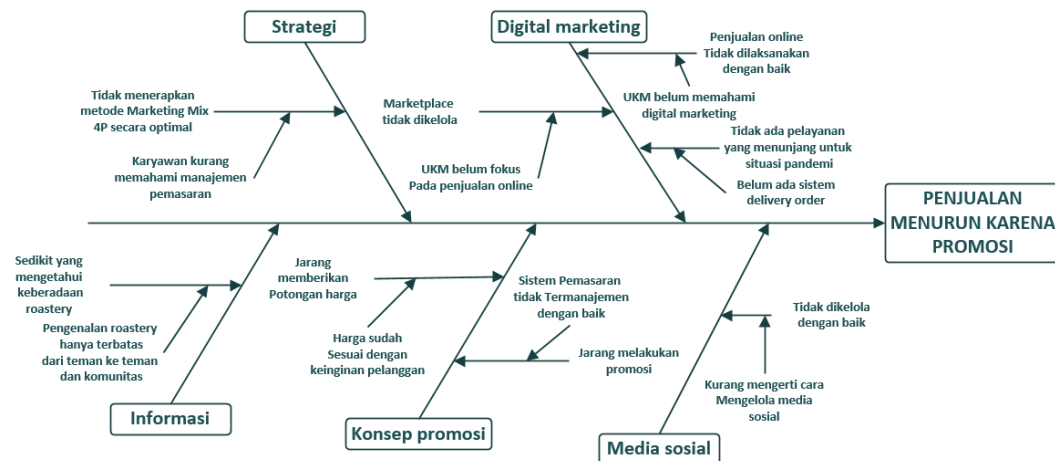 Strategi
Digital marketing
Penjualan online
Tidak dilaksanakan
dengan baik
Tidak menerapkan
metode Marketing Mix
4P secara optimal
Marketplace
tidak dikelola
UKM belum memahami
digital marketing
Tidak ada pelayanan
yang menunjang untuk
situasi pandemi
Karyawan kurang
memahami manajemen
pemasaran
UKM belum fokus
Pada penjualan online
Belum ada sistem
delivery order
PENJUALAN
MENURUN KARENA
PROMOSI
Sedikit yang
mengetahui
keberadaan
roastery
Jarang
memberikan
Potongan harga
Sistem Pemasaran
tidak Termanajemen
dengan baik
Tidak dikelola
dengan baik
Pengenalan roastery
hanya terbatas
dari teman ke teman
dan komunitas
Harga sudah
Sesuai dengan
keinginan pelanggan
Jarang melakukan
promosi
Kurang mengerti cara
Mengelola media
sosial
Informasi
Konsep promosi
Media sosial